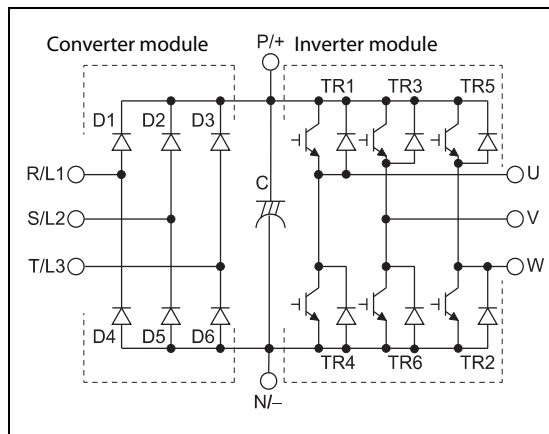 Converter module
P/+
Inverter module
TR1 TR3 TR5
D1 D2 D3
R/L1
U
C
S/L2
V
T/L3
W
D4 D5 D6
TR4 TR6 TR2
N/–